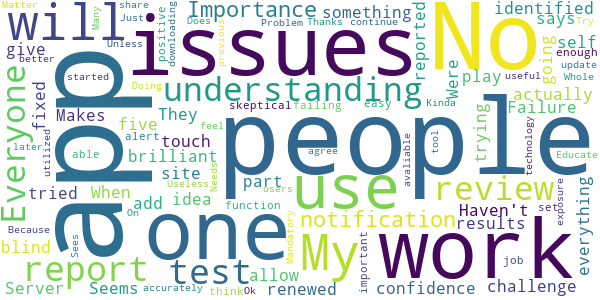 Matter Many Just share positive Doing Unless Does Problem Thanks downloading previous continue
will issues No
Importance something says identified
give better fixed reported going self enough
Try update useful Whole
app understanding Were play actually
Everyone started Makes five They skeptical failing easy trying Failure
later alert touch Kinda
people
utilized able brilliant feel agree available tool technology
tried When site part Needs Useless Users use review Because
Educate
one add idea function My notification Haven't exposure set everything
blind On work results
report Seems test allow Mandatory important job challenge
Server Sees accurately think Ok renewed confidence